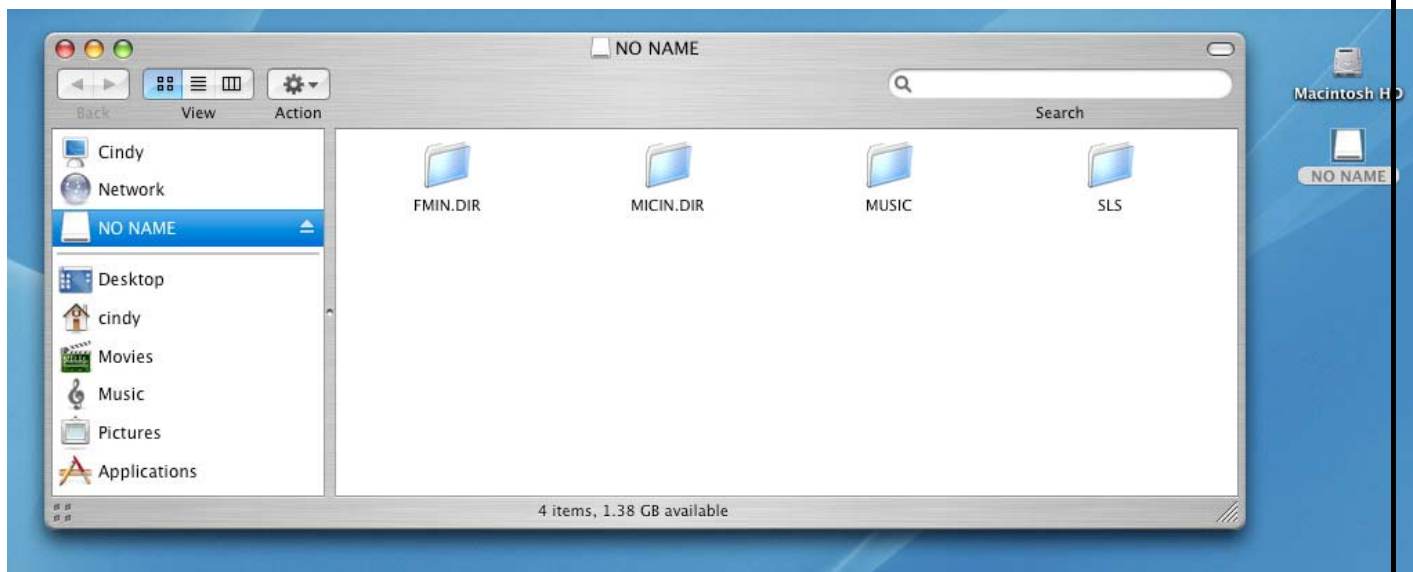 NO NAME
Back
View
Action
Search
Cindy
Network
NO NAME
Desktop
cindy
Movies
Music
Pictures
Applications
FMIN.DIR
MICIN.DIR
MUSIC
SLS
4 items, 1.38 GB available
Macintosh HD
NO NAME